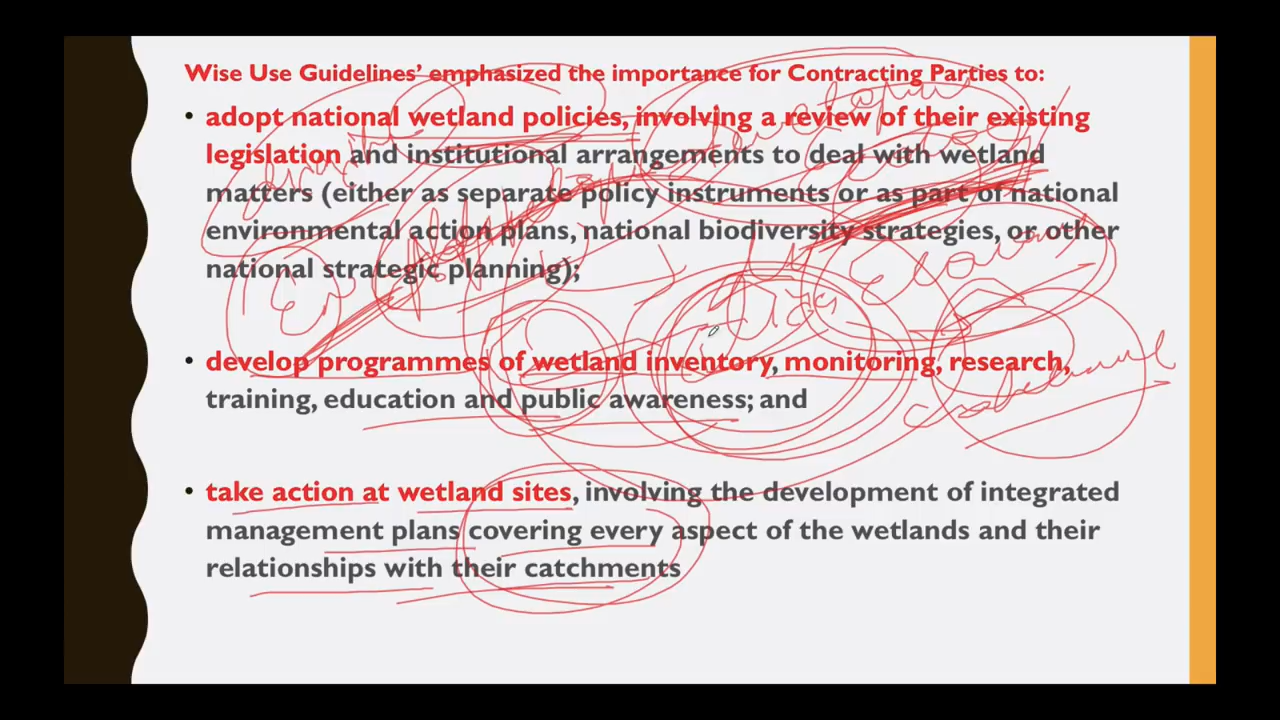 Wise Use Guidelines’ emphasized the importance for Contracting Parties to:
• adopt national wetland policies, involving a review of their existing
legislation and institutional arrangements to deal with wetland
matters (either as separate policy instruments or as part of national
environmental action plans, national biodiversity strategies, or other
national strategic planning);
• develop programmes of wetland inventory, monitoring, research,
training, education and public awareness; and
• take action at wetland sites, involving the development of integrated
management plans covering every aspect of the wetlands and their
relationships with their catchments